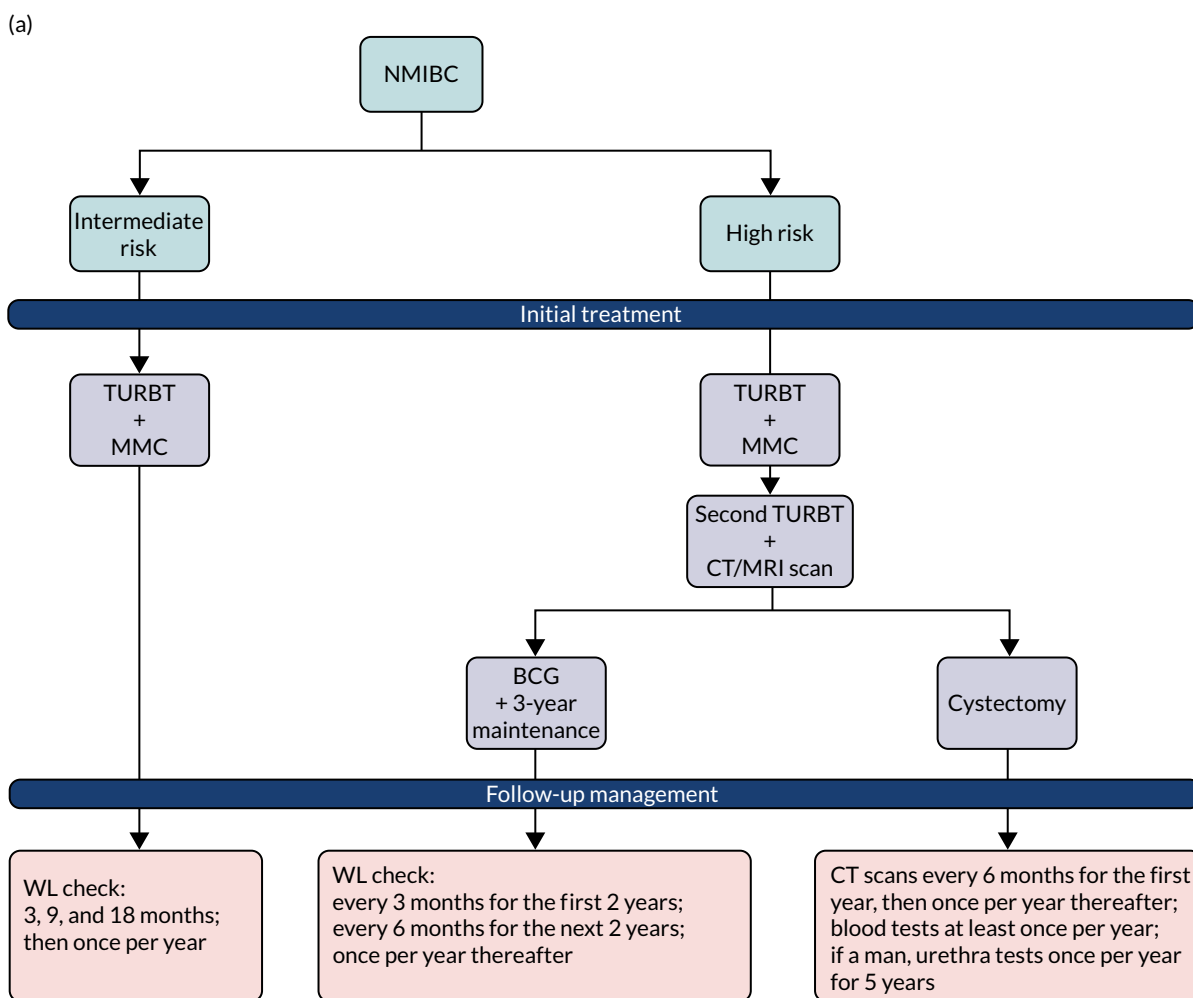 (a)
NMIBC
Intermediate
risk
High risk
Initial treatment
TURBT
+
MMC
TURBT
+
MMC
Second TURBT
+
CT/MRI scan
BCG
+ 3-year
maintenance
Cystectomy
Follow-up management
WL check:
3, 9, and 18 months;
then once per year
WL check:
every 3 months for the first 2 years;
every 6 months for the next 2 years;
once per year thereafter
CT scans every 6 months for the first
year, then once per year thereafter;
blood tests at least once per year;
if a man, urethra tests once per year
for 5 years